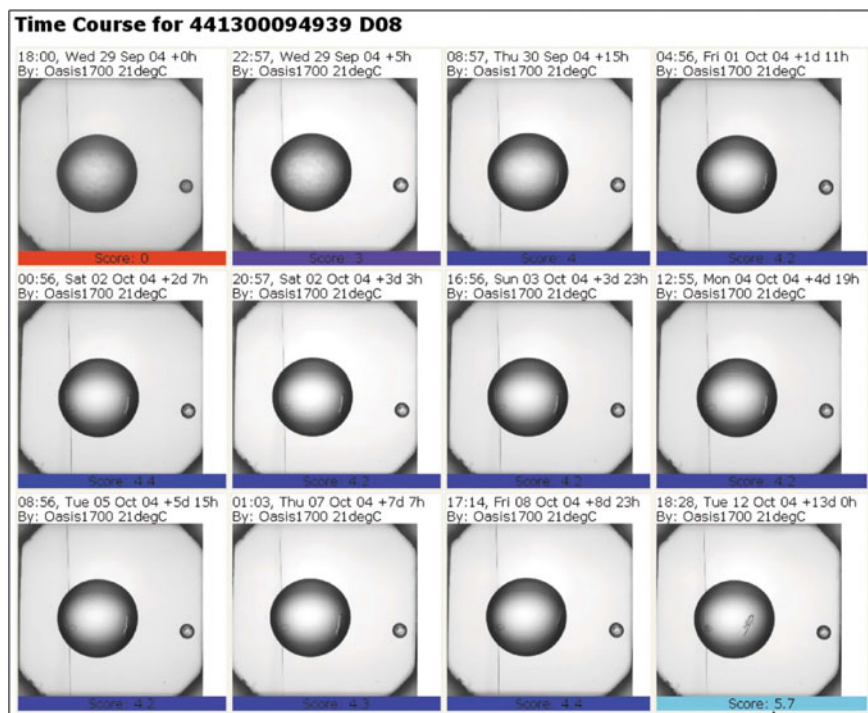 Time Course for 441300094939 D08
18:00, Wed 29 Sep 04 +0h
By: Oasis1700 21degC
Score: 0
22:57, Wed 29 Sep 04 +5h
By: Oasis1700 21degC
Score: 3
08:57, Thu 30 Sep 04 +15h
By: Oasis1700 21degC
Score: 4
04:56, Fri 01 Oct 04 +1d 11h
By: Oasis1700 21degC
Score: 4.2
00:56, Sat 02 Oct 04 +2d 7h
By: Oasis1700 21degC
Score: 4.4
20:57, Sat 02 Oct 04 +3d 3h
By: Oasis1700 21degC
Score: 4.2
16:56, Sun 03 Oct 04 +3d 23h
By: Oasis1700 21degC
Score: 4.2
12:55, Mon 04 Oct 04 +4d 19h
By: Oasis1700 21degC
Score: 4.2
08:56, Tue 05 Oct 04 +5d 15h
By: Oasis1700 21degC
Score: 4.2
01:03, Thu 07 Oct 04 +7d 7h
By: Oasis1700 21degC
Score: 4.3
17:14, Fri 08 Oct 04 +8d 23h
By: Oasis1700 21degC
Score: 4.4
18:28, Tue 12 Oct 04 +13d 0h
By: Oasis1700 21degC
Score: 5.7